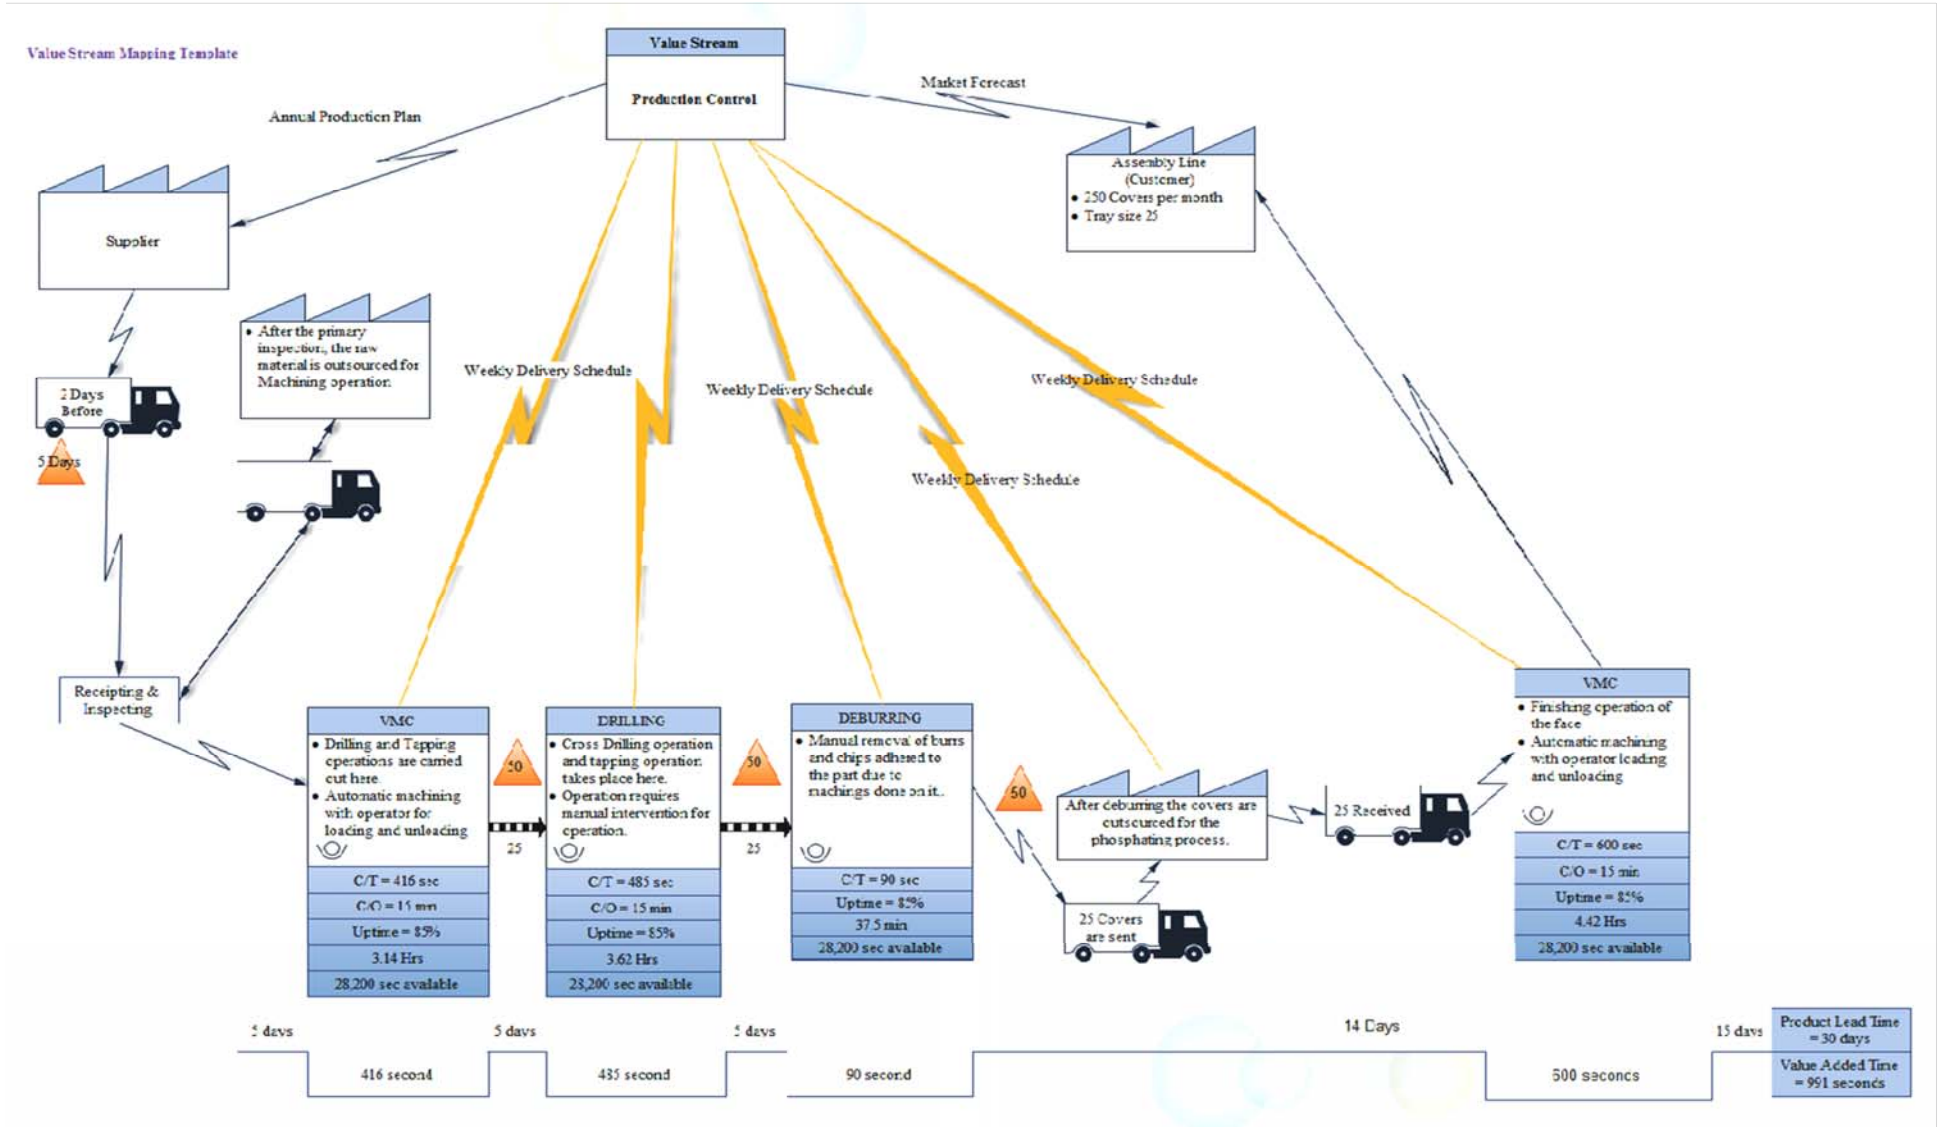 Value Stream Mapping Template
Value Stream
Production Control
Annual Production Plan
Market Forecast
Assembly Line
(Customer)
• 250 Covers per month
• Tray size 25
Supplier
• After the primary
inspection, the raw
material is outsourced for
Machining operation.
2 Days
Before
5 Days
Weekly Delivery Schedule
Weekly Delivery Schedule
Weekly Delivery Schedule
Weekly Delivery Schedule
Receipting &
Inspecting
VMC
• Drilling and Tapping
operations are carried
out here.
• Automatic machining
with operator for
loading and unloading
C/T = 416 sec
C/O = 15 min
Uptime = 85%
3.14 Hrs
28,200 sec available
50
25
DRILLING
• Cross Drilling operation
and tapping operation
takes place here.
• Operation requires
manual intervention for
operation.
C/T = 485 sec
C/O = 15 min
Uptime = 85%
3.62 Hrs
28,200 sec available
50
25
DEBURRING
• Manual removal of burrs
and chips adhered to
the part due to
machings done on it..
C/T = 90 sec
Uptime = 85%
37.5 min
28,200 sec available
50
After deburring the covers are
outsourced for the
phosphating process.
25 Covers
are sent
25 Received
VMC
• Finishing operation of
the face
• Automatic machining
with operator loading
and unloading
C/T = 600 sec
C/O = 15 min
Uptime = 85%
4.42 Hrs
28,200 sec available
5 days
416 second
5 days
485 second
5 days
90 second
14 Days
600 seconds
15 days
Product Lead Time
= 30 days
Value Added Time
= 991 seconds